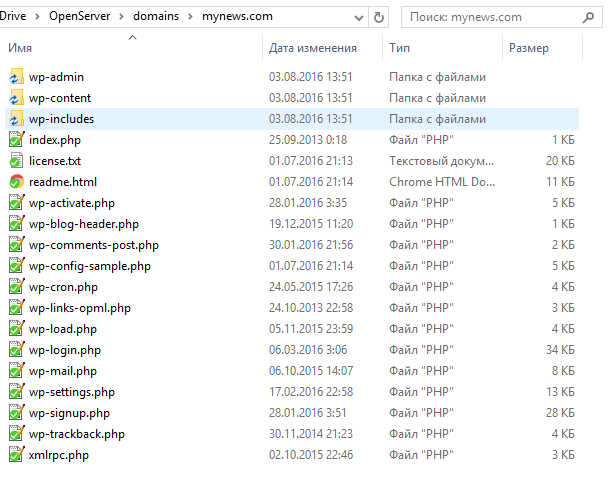 Drive > OpenServer > domains > mynews.com Поиск: mynews.com
Имя Дата изменения Тип Размер
wp-admin 03.08.2016 13:51 Папка с файлами
wp-content 03.08.2016 13:51 Папка с файлами
wp-includes 03.08.2016 13:51 Папка с файлами
index.php 25.09.2013 0:18 Файл "PHP" 1 КБ
license.txt 01.07.2016 21:13 Текстовый докум... 20 КБ
readme.html 01.07.2016 21:14 Chrome HTML Do... 11 КБ
wp-activate.php 28.01.2016 3:35 Файл "PHP" 5 КБ
wp-blog-header.php 19.12.2015 11:20 Файл "PHP" 1 КБ
wp-comments-post.php 30.01.2016 21:56 Файл "PHP" 2 КБ
wp-config-sample.php 01.07.2016 21:14 Файл "PHP" 5 КБ
wp-cron.php 24.05.2015 17:26 Файл "PHP" 4 КБ
wp-links-opml.php 24.10.2013 22:58 Файл "PHP" 3 КБ
wp-load.php 05.11.2015 23:59 Файл "PHP" 4 КБ
wp-login.php 06.03.2016 3:06 Файл "PHP" 34 КБ
wp-mail.php 06.10.2015 14:07 Файл "PHP" 8 КБ
wp-settings.php 17.02.2016 22:58 Файл "PHP" 13 КБ
wp-signup.php 28.01.2016 3:51 Файл "PHP" 28 КБ
wp-trackback.php 30.11.2014 21:23 Файл "PHP" 4 КБ
xmlrpc.php 02.10.2015 22:46 Файл "PHP" 3 КБ